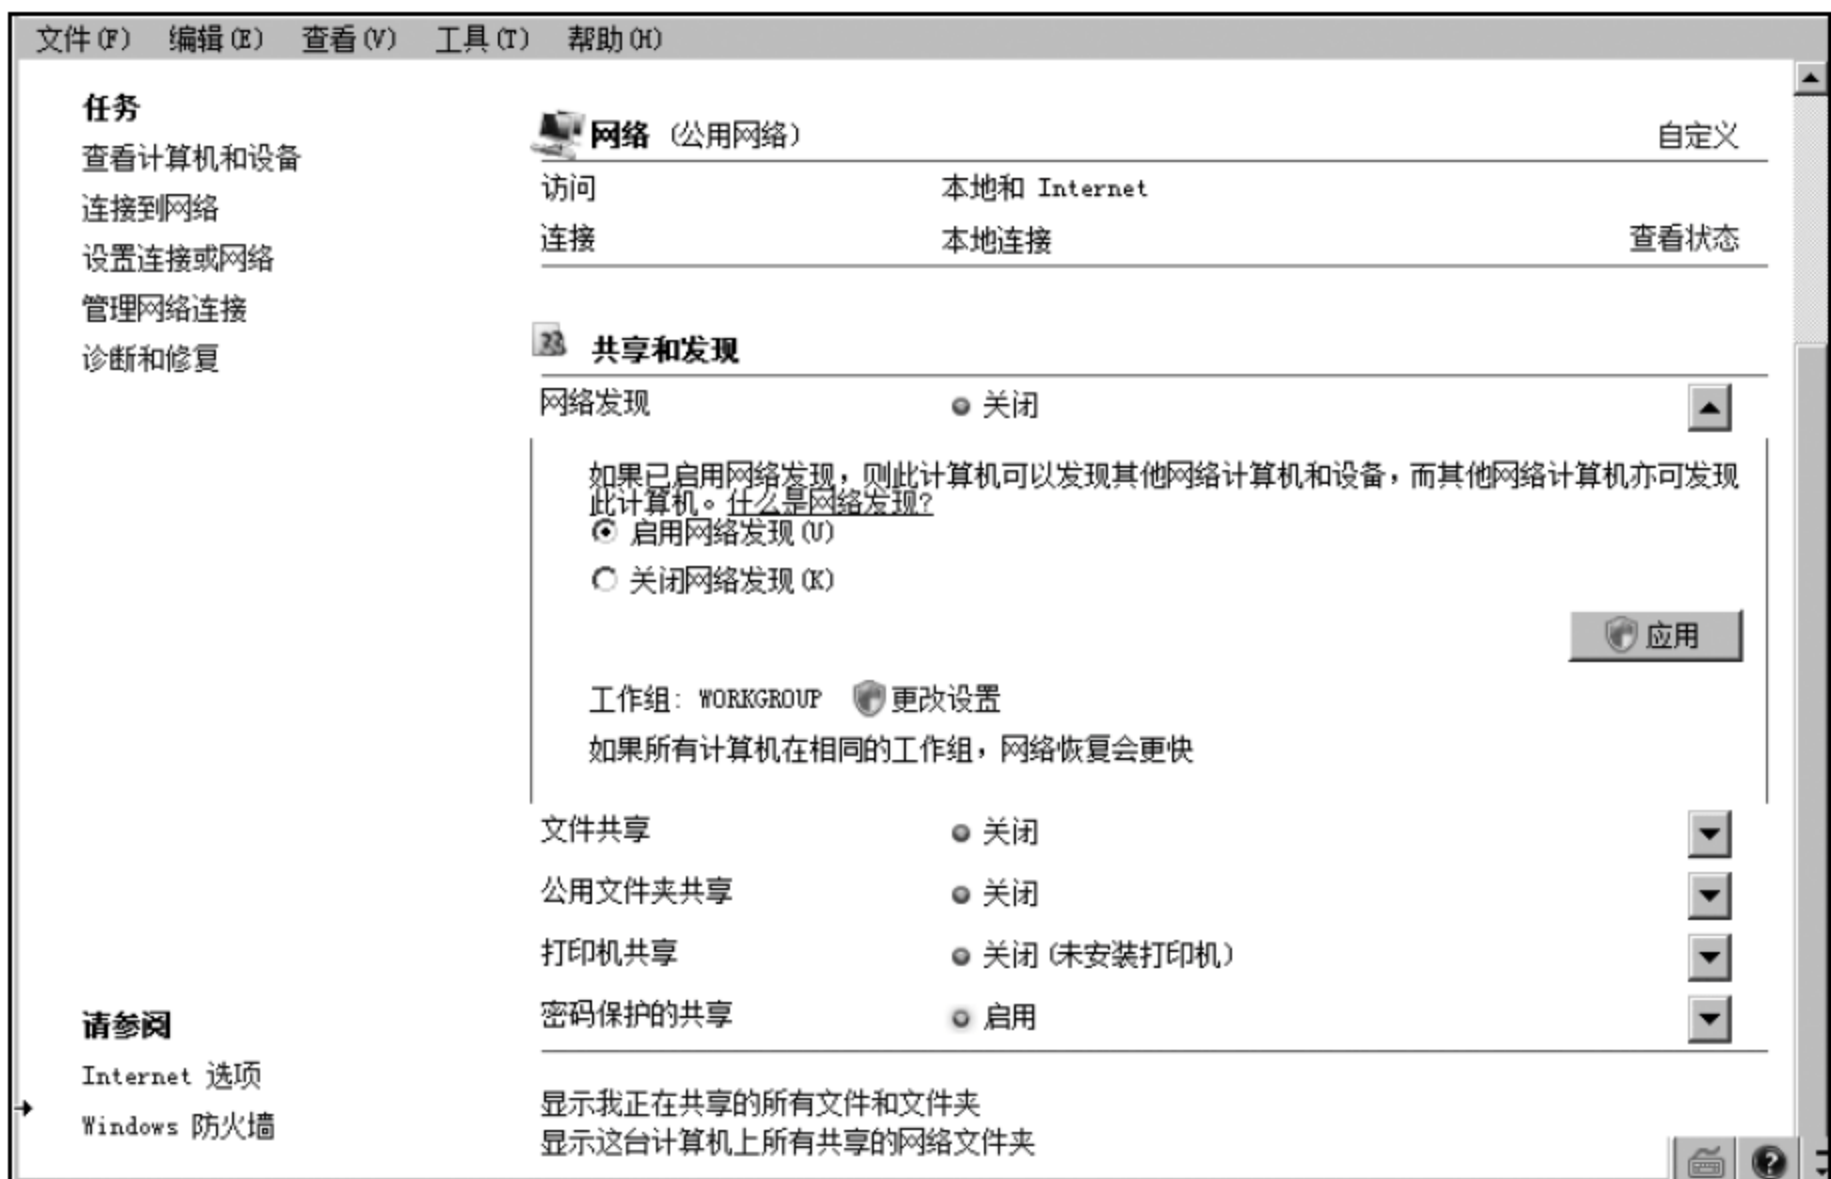 文件(F) 编辑(E) 查看(V) 工具(T) 帮助(H)
任务
查看计算机和设备
连接到网络
设置连接或网络
管理网络连接
诊断和修复
网络 (公用网络) 自定义
访问 本地和 Internet
连接 本地连接 查看状态
共享和发现
网络发现 关闭
如果已启用网络发现，则此计算机可以发现其他网络计算机和设备，而其他网络计算机亦可发现
此计算机。什么是网络发现?
启用网络发现(U)
关闭网络发现(K)
应用
工作组: WORKGROUP 更改设置
如果所有计算机在相同的工作组，网络恢复会更快
文件共享 关闭
公用文件夹共享 关闭
打印机共享 关闭(未安装打印机)
密码保护的共享 启用
请参阅
Internet 选项
Windows 防火墙
显示我正在共享的所有文件和文件夹
显示这台计算机上所有共享的网络文件夹